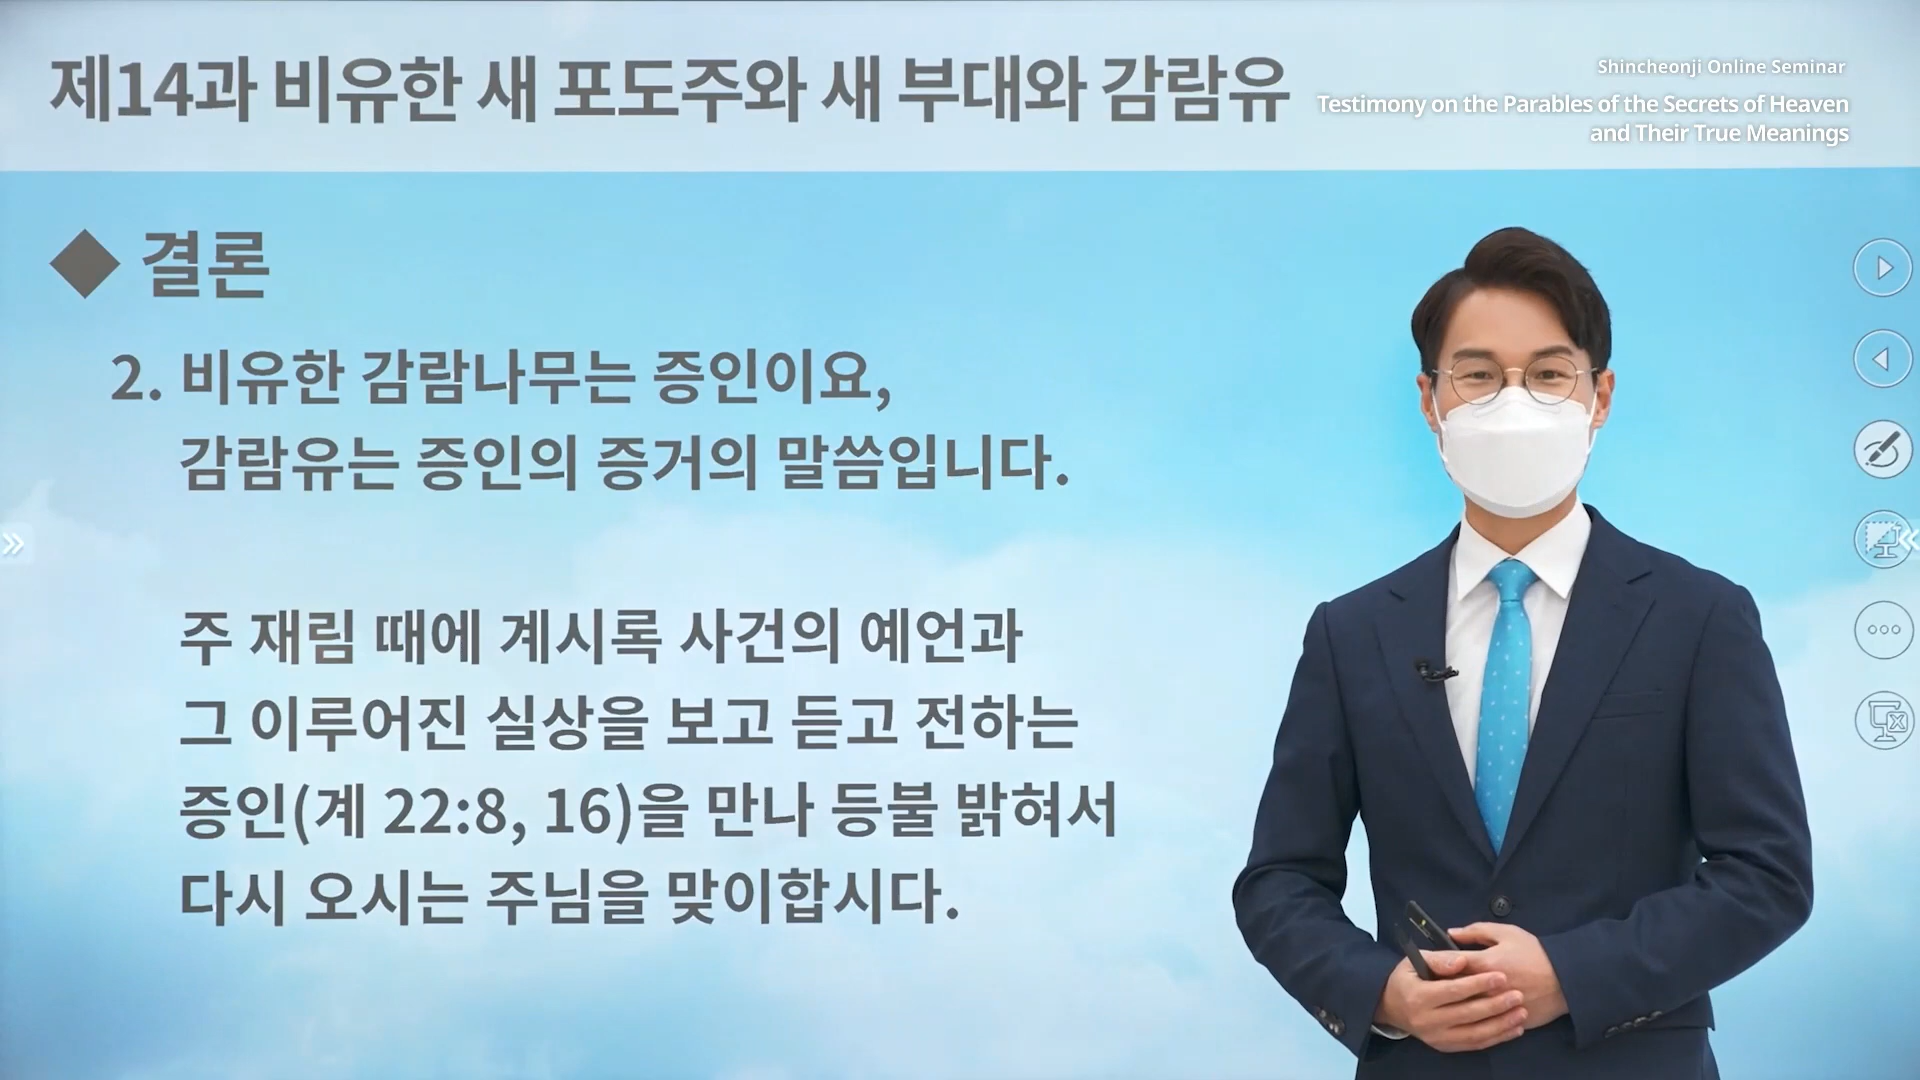 제14과 비유한 새 포도주와 새 부대와 감람유
Shincheonji Online Seminar
Testimony on the Parables of the Secrets of Heaven
and Their True Meanings
◆ 결론
2. 비유한 감람나무는 증인이요,
감람유는 증인의 증거의 말씀입니다.
주 재림 때에 계시록 사건의 예언과
그 이루어진 실상을 보고 듣고 전하는
증인(계 22:8, 16)을 만나 등불 밝혀서
다시 오시는 주님을 맞이합시다.